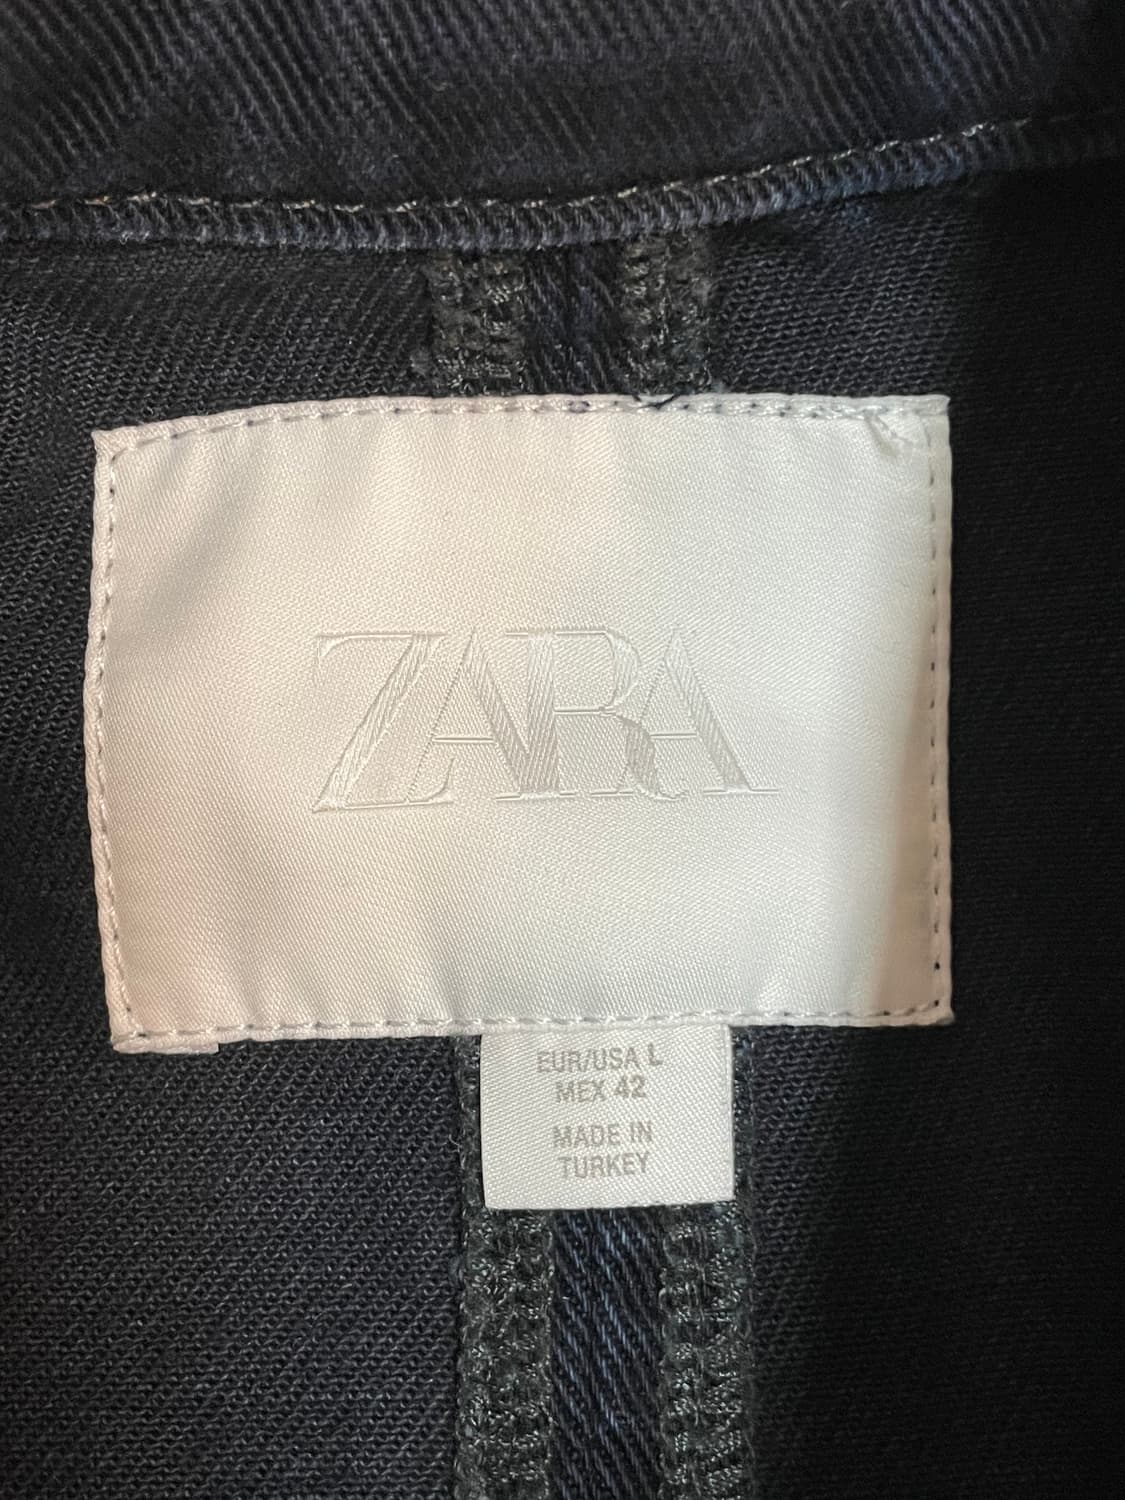 ZARA
EUR/USA L
MEX 42
MADE IN
TURKEY